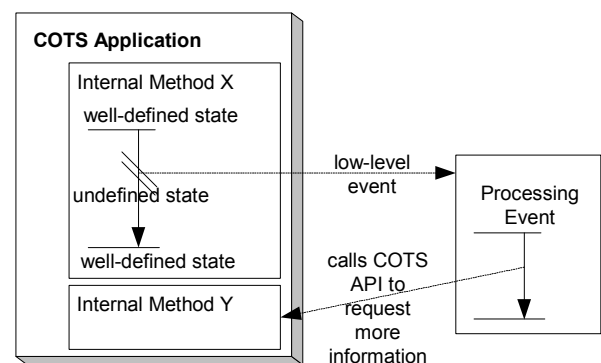 COTS Application
Internal Method X
well-defined state
undefined state
well-defined state
Internal Method Y
low-level
event
Processing
Event
calls COTS
API to
request
more
information